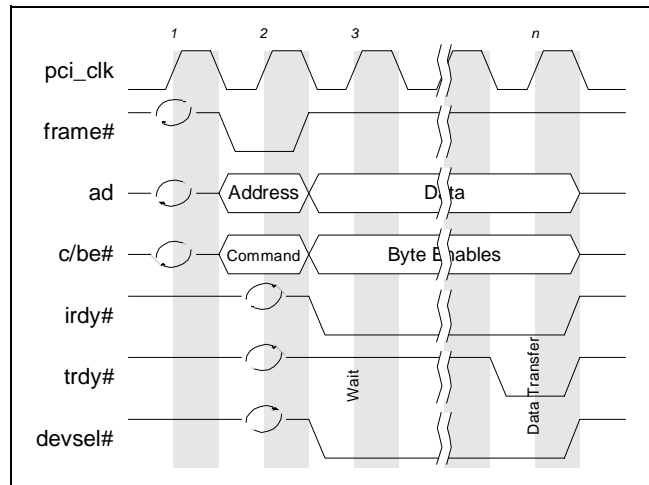 1 2 3 n
pci_clk
frame#
ad Address Data
c/be# Command Byte Enables
irdy#
trdy#
Wait
Data Transfer
devsel#